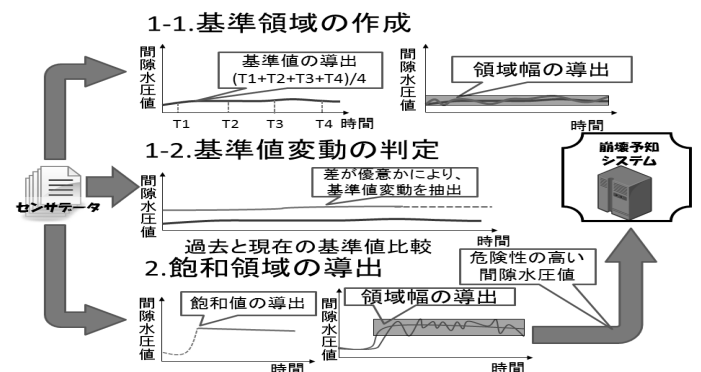 1-1.基準領域の作成
間隙水圧値
基準値の導出
(T1+T2+T3+T4)/4
T1 T2 T3 T4 時間
間隙水圧値
領域幅の導出
時間
センサデータ
1-2.基準値変動の判定
間隙水圧値
差が優意かにより、
基準値変動を抽出
時間
過去と現在の基準値比較
崩壊予知
システム
2.飽和領域の導出
間隙水圧値
飽和値の導出
時間
間隙水圧値
領域幅の導出
時間
危険性の高い
間隙水圧値